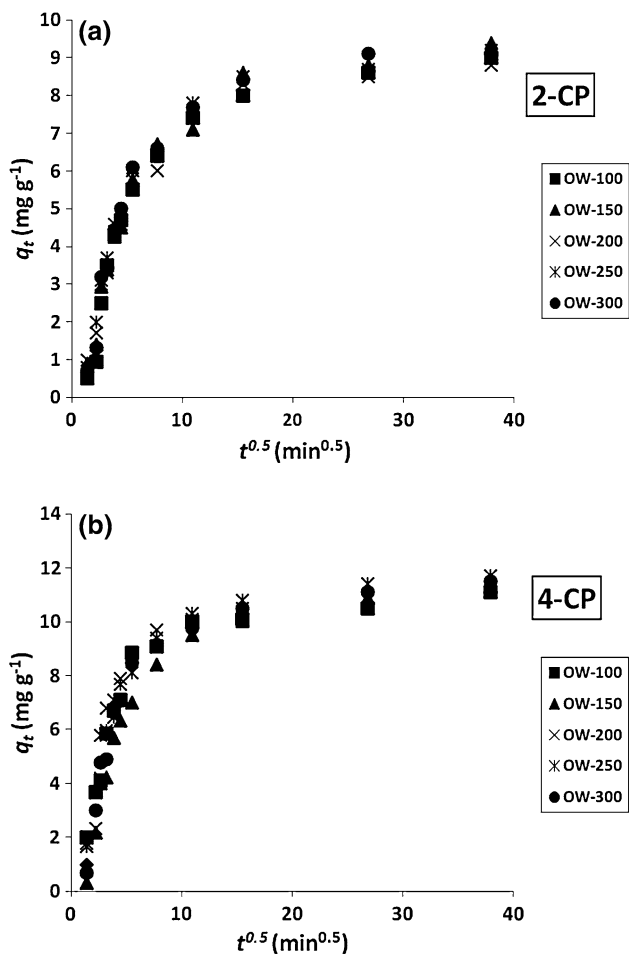 (a)
10
9
8
7
6
5
4
3
2
1
0
qt (mg g-1)
0 10 20 30 40
t0.5 (min0.5)
2-CP
OW-100
OW-150
OW-200
OW-250
OW-300
(b)
14
12
10
8
6
4
2
0
qt (mg g-1)
0 10 20 30 40
t0.5 (min0.5)
4-CP
OW-100
OW-150
OW-200
OW-250
OW-300